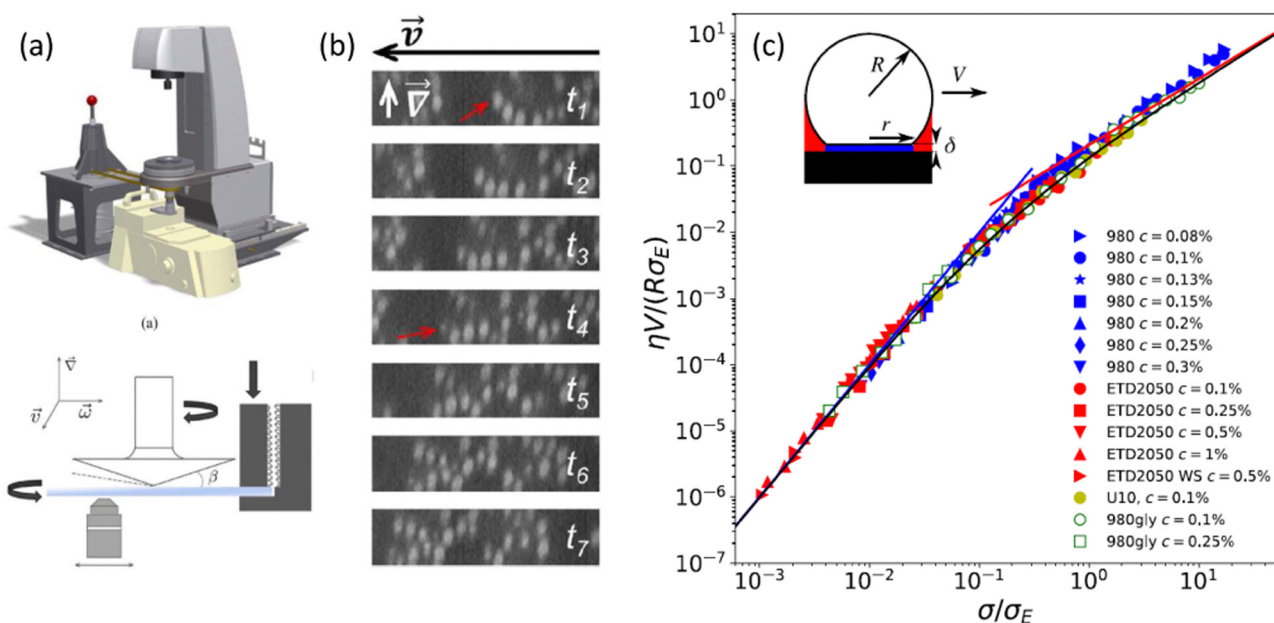 (a)
(a)
∇⃗
v⃗
ω⃗
β
(b)
v⃗
∇⃗
t1
t2
t3
t4
t5
t6
t7
(c)
R
V
r
δ
ηV/(RσE)
10^1
10^0
10^-1
10^-2
10^-3
10^-4
10^-5
10^-6
10^-7
980 c = 0.08%
980 c = 0.1%
980 c = 0.13%
980 c = 0.15%
980 c = 0.2%
980 c = 0.25%
980 c = 0.3%
ETD2050 c = 0.1%
ETD2050 c = 0.25%
ETD2050 c = 0.5%
ETD2050 c = 1%
ETD2050 WS c = 0.5%
U10, c = 0.1%
980gly c = 0.1%
980gly c = 0.25%
10^-3 10^-2 10^-1 10^0 10^1
σ/σE